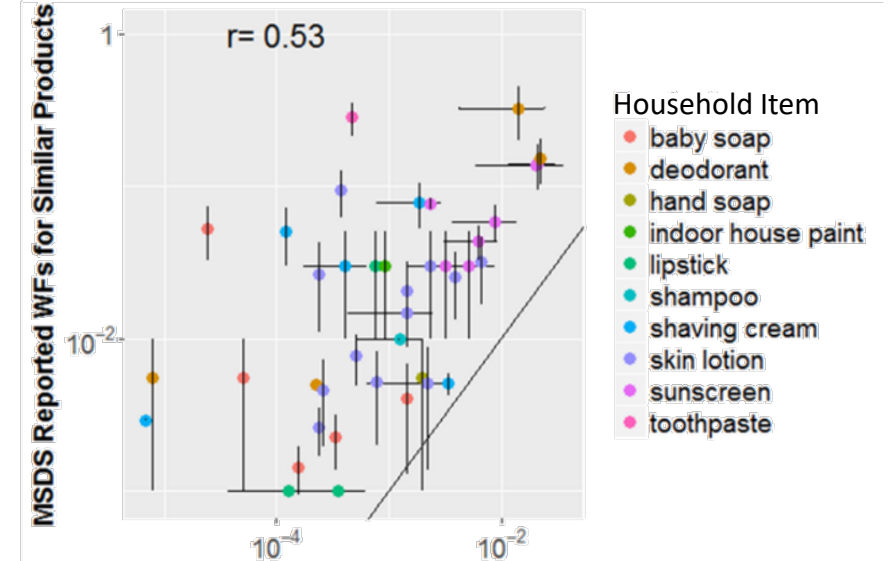 MSDS Reported WFs for Similar Products
1
10⁻²
r= 0.53
10⁻⁴
10⁻²
Household Item
baby soap
deodorant
hand soap
indoor house paint
lipstick
shampoo
shaving cream
skin lotion
sunscreen
toothpaste